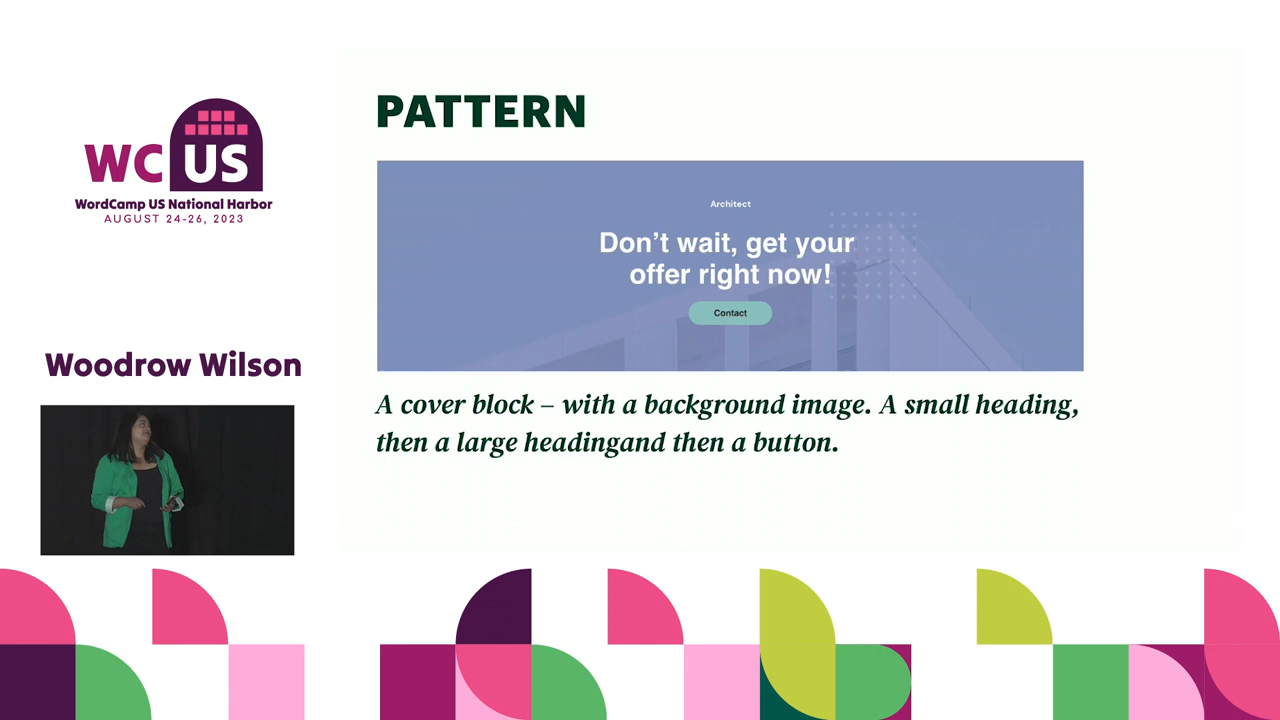 WC US
WordCamp US National Harbor
AUGUST 24-26, 2023
Woodrow Wilson
PATTERN
Architect
Don’t wait, get your
offer right now!
Contact
A cover block – with a background image. A small heading,
then a large headingand then a button.